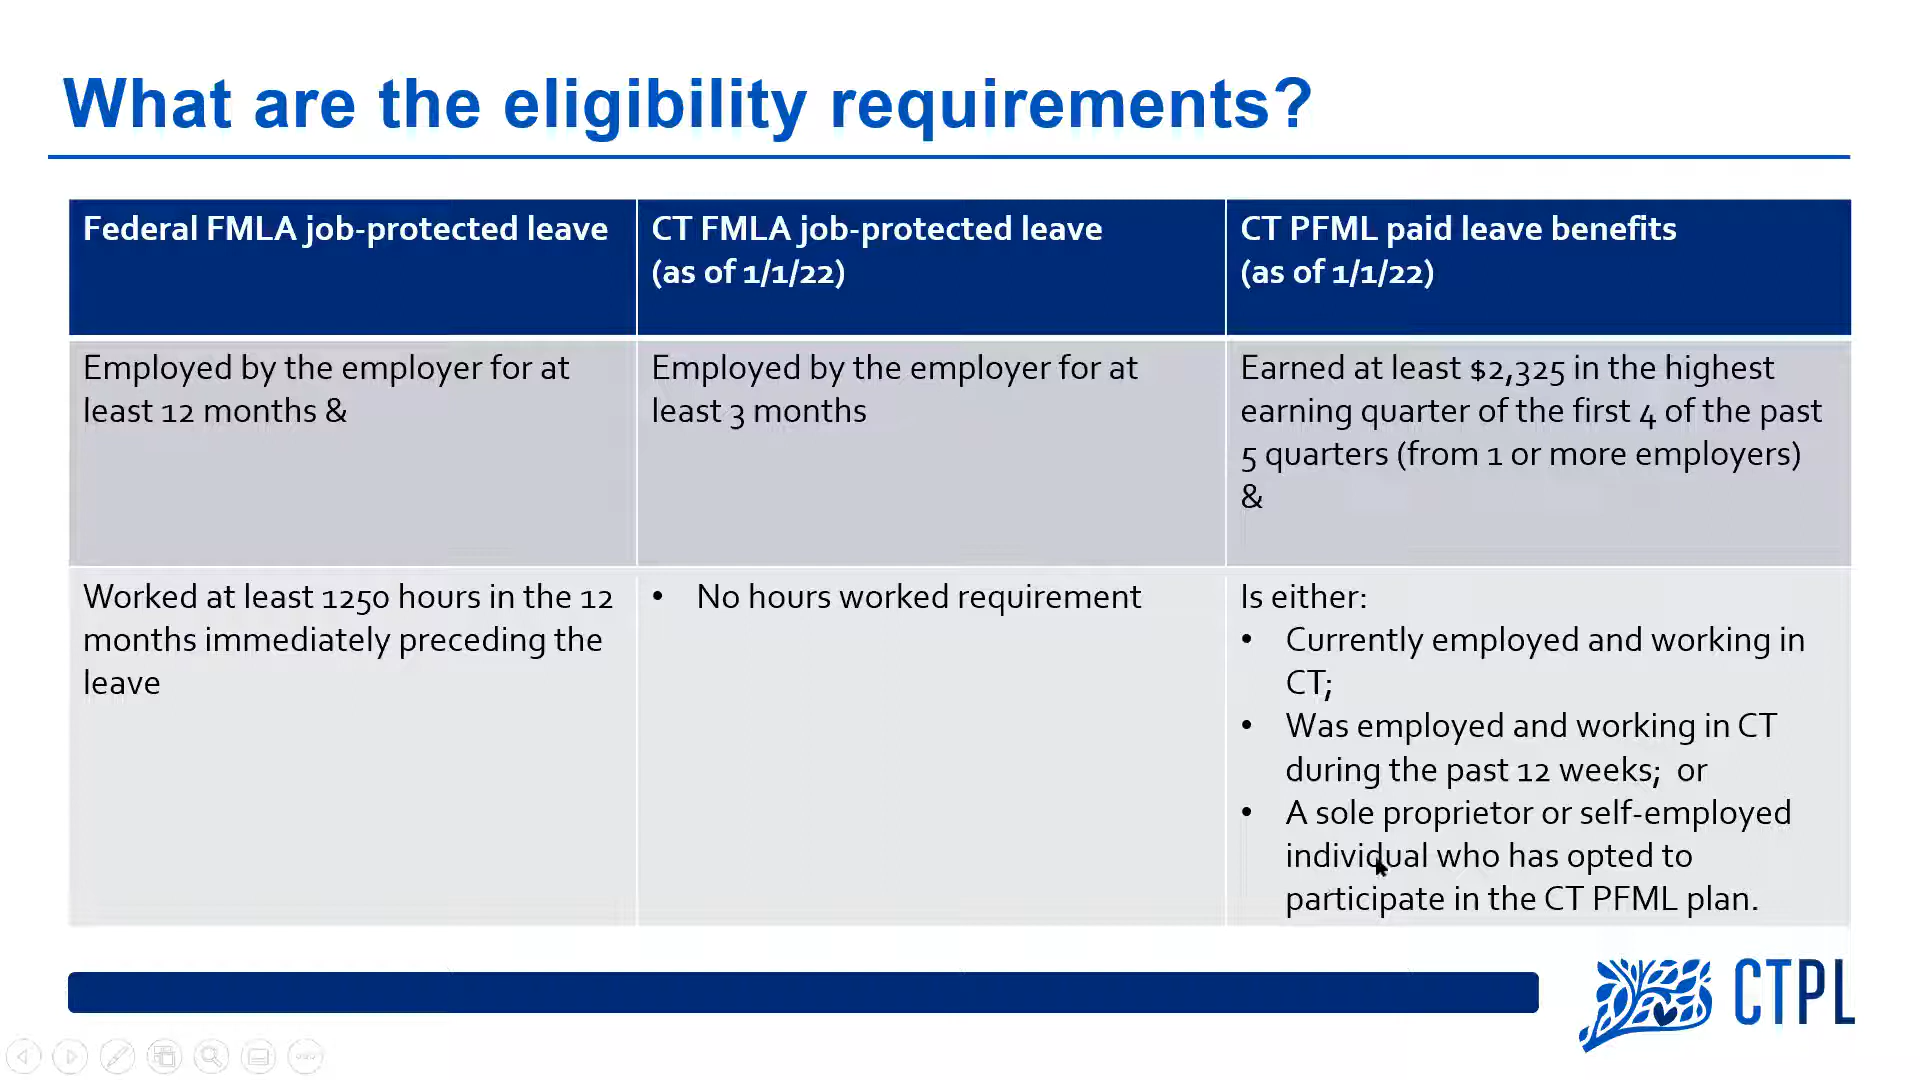 What are the eligibility requirements?
Federal FMLA job-protected leave
CT FMLA job-protected leave
(as of 1/1/22)
CT PFML paid leave benefits
(as of 1/1/22)
Employed by the employer for at
least 12 months &
Employed by the employer for at
least 3 months
Earned at least $2,325 in the highest
earning quarter of the first 4 of the past
5 quarters (from 1 or more employers)
&
Worked at least 1250 hours in the 12
months immediately preceding the
leave
• No hours worked requirement
Is either:
• Currently employed and working in
CT;
• Was employed and working in CT
during the past 12 weeks; or
• A sole proprietor or self-employed
individual who has opted to
participate in the CT PFML plan.
CTPL